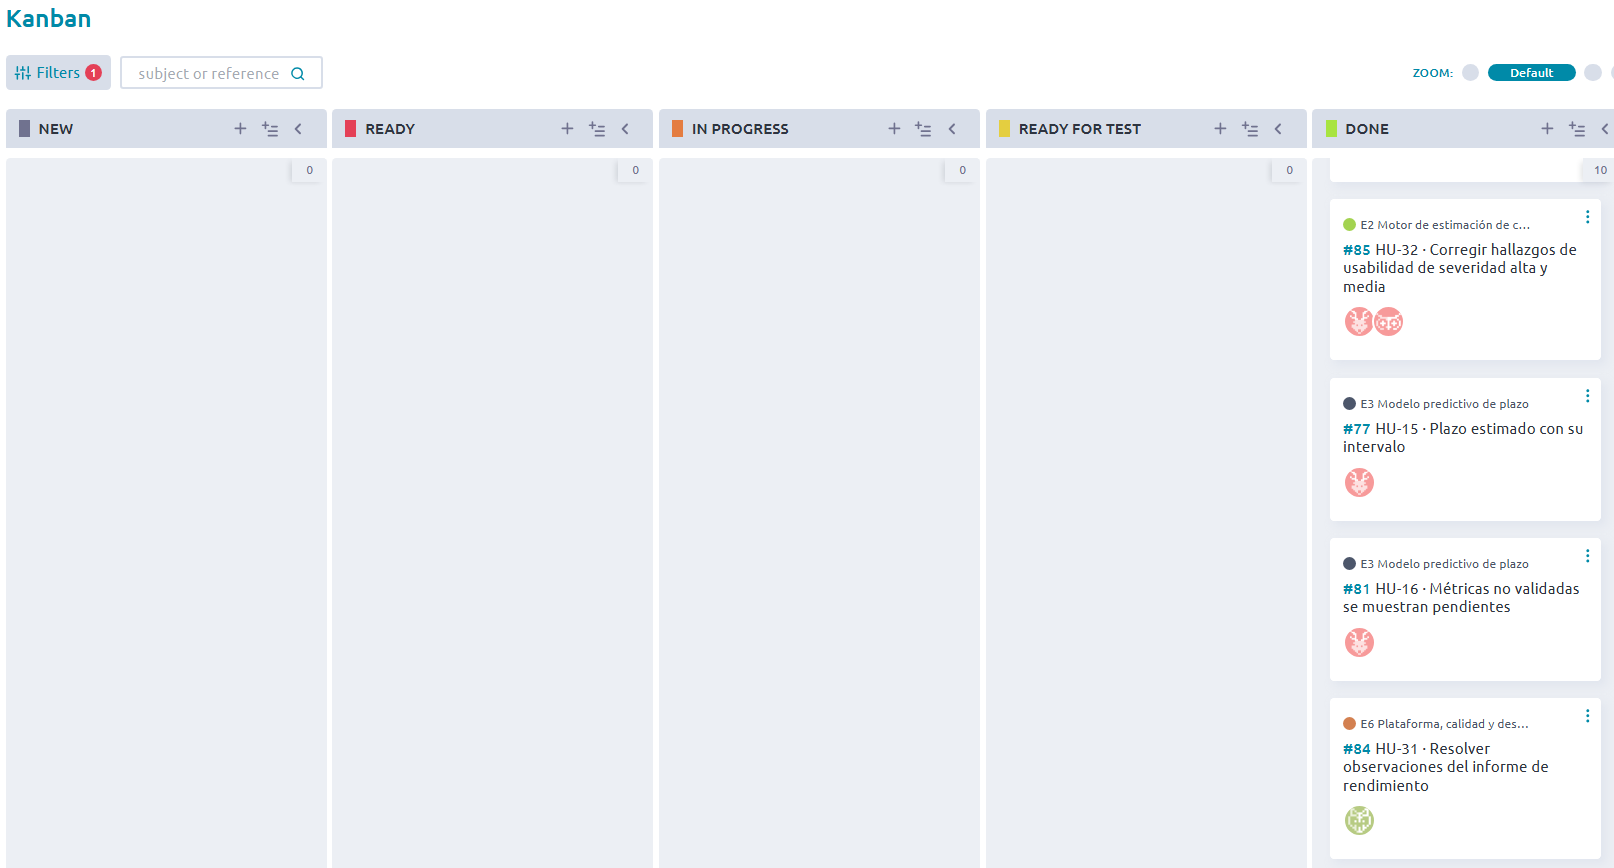 Kanban
Filters 1
subject or reference
ZOOM: Default
NEW
READY
IN PROGRESS
READY FOR TEST
DONE
0
0
0
0
10
E2 Motor de estimación de c...
#85 HU-32 · Corregir hallazgos de
usabilidad de severidad alta y
media
E3 Modelo predictivo de plazo
#77 HU-15 · Plazo estimado con su
intervalo
E3 Modelo predictivo de plazo
#81 HU-16 · Métricas no validadas
se muestran pendientes
E6 Plataforma, calidad y des...
#84 HU-31 · Resolver
observaciones del informe de
rendimiento